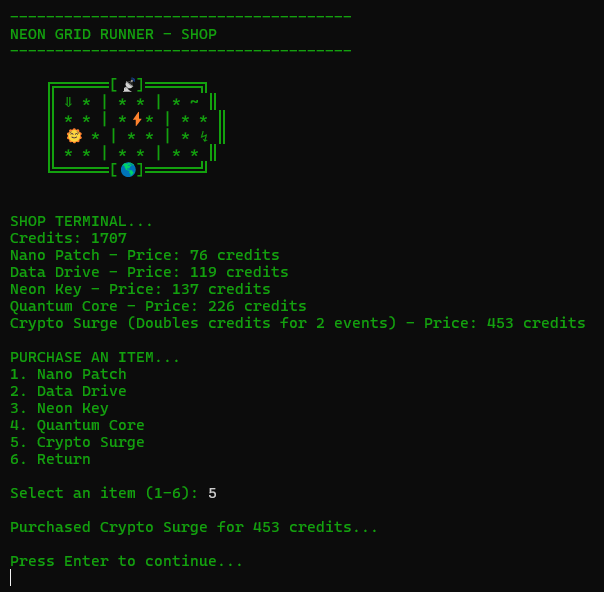 --------------------------------------
NEON GRID RUNNER - SHOP
--------------------------------------
╔══════[📡]══════╗
║ ⇓ * | * * | * ~ ║
║ * * | *⚡* | * * ║
║ 🌞 * | * * | * ↯ ║
║ * * | * * | * * ║
╚══════[🌎]══════╝
SHOP TERMINAL...
Credits: 1707
Nano Patch - Price: 76 credits
Data Drive - Price: 119 credits
Neon Key - Price: 137 credits
Quantum Core - Price: 226 credits
Crypto Surge (Doubles credits for 2 events) - Price: 453 credits
PURCHASE AN ITEM...
1. Nano Patch
2. Data Drive
3. Neon Key
4. Quantum Core
5. Crypto Surge
6. Return
Select an item (1-6): 5
Purchased Crypto Surge for 453 credits...
Press Enter to continue...